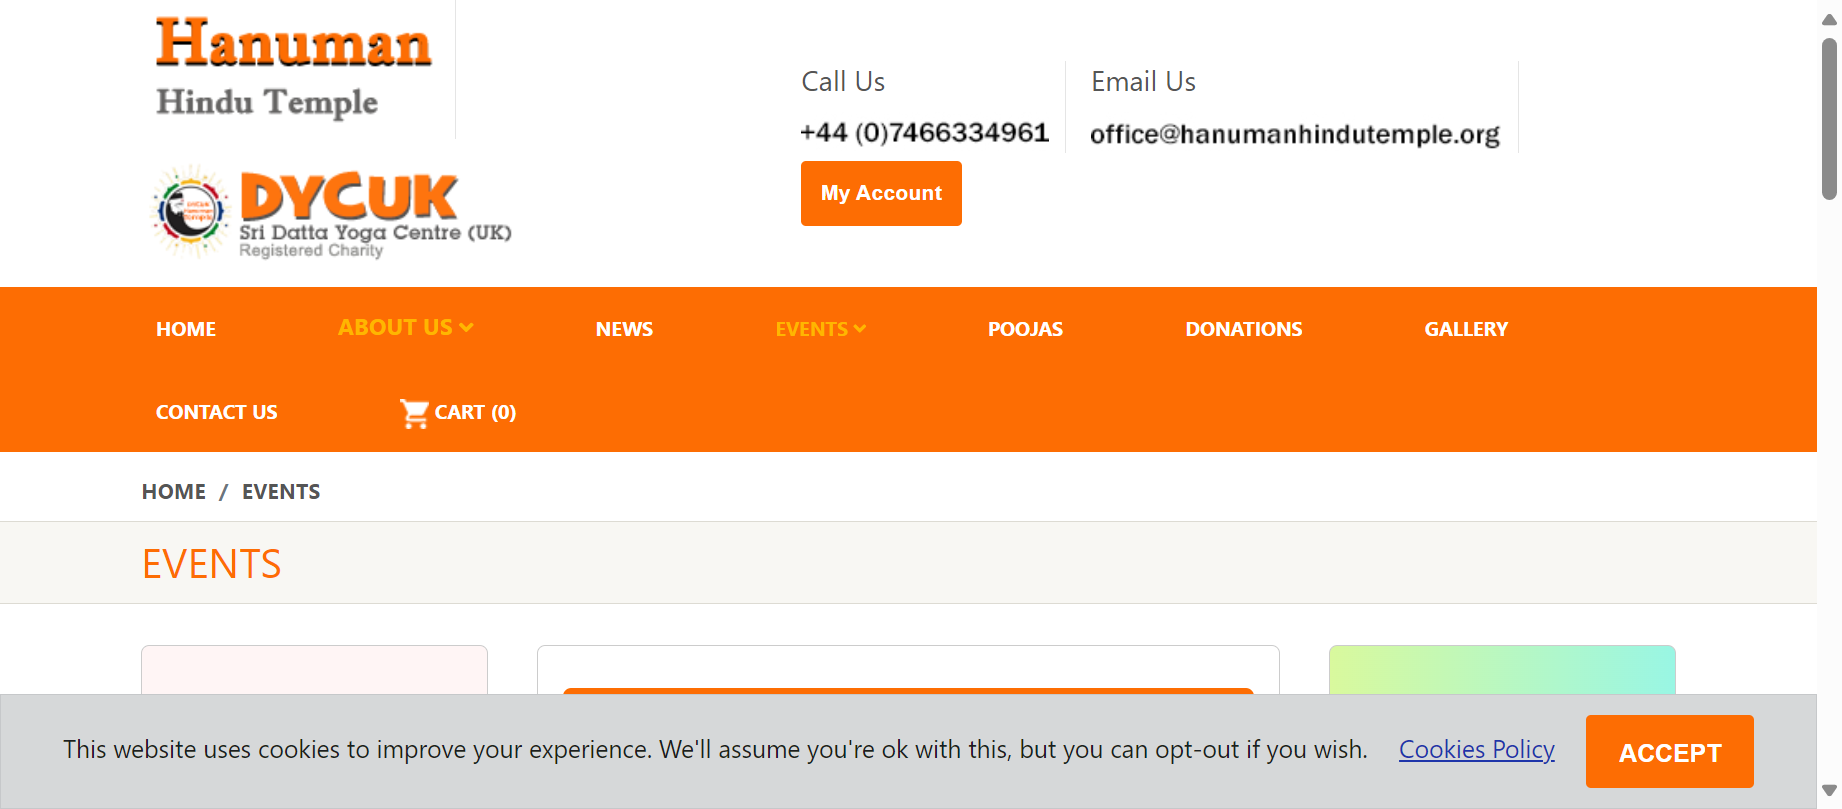 Hanuman
Hindu Temple
DYCUK
Sri Datta Yoga Centre (UK)
Registered Charity
Call Us
+44 (0)7466334961
Email Us
office@hanumanhindutemple.org
My Account
HOME
ABOUT US
NEWS
EVENTS
POOJAS
DONATIONS
GALLERY
CONTACT US
CART (0)
HOME / EVENTS
EVENTS
This website uses cookies to improve your experience. We'll assume you're ok with this, but you can opt-out if you wish.
Cookies Policy
ACCEPT